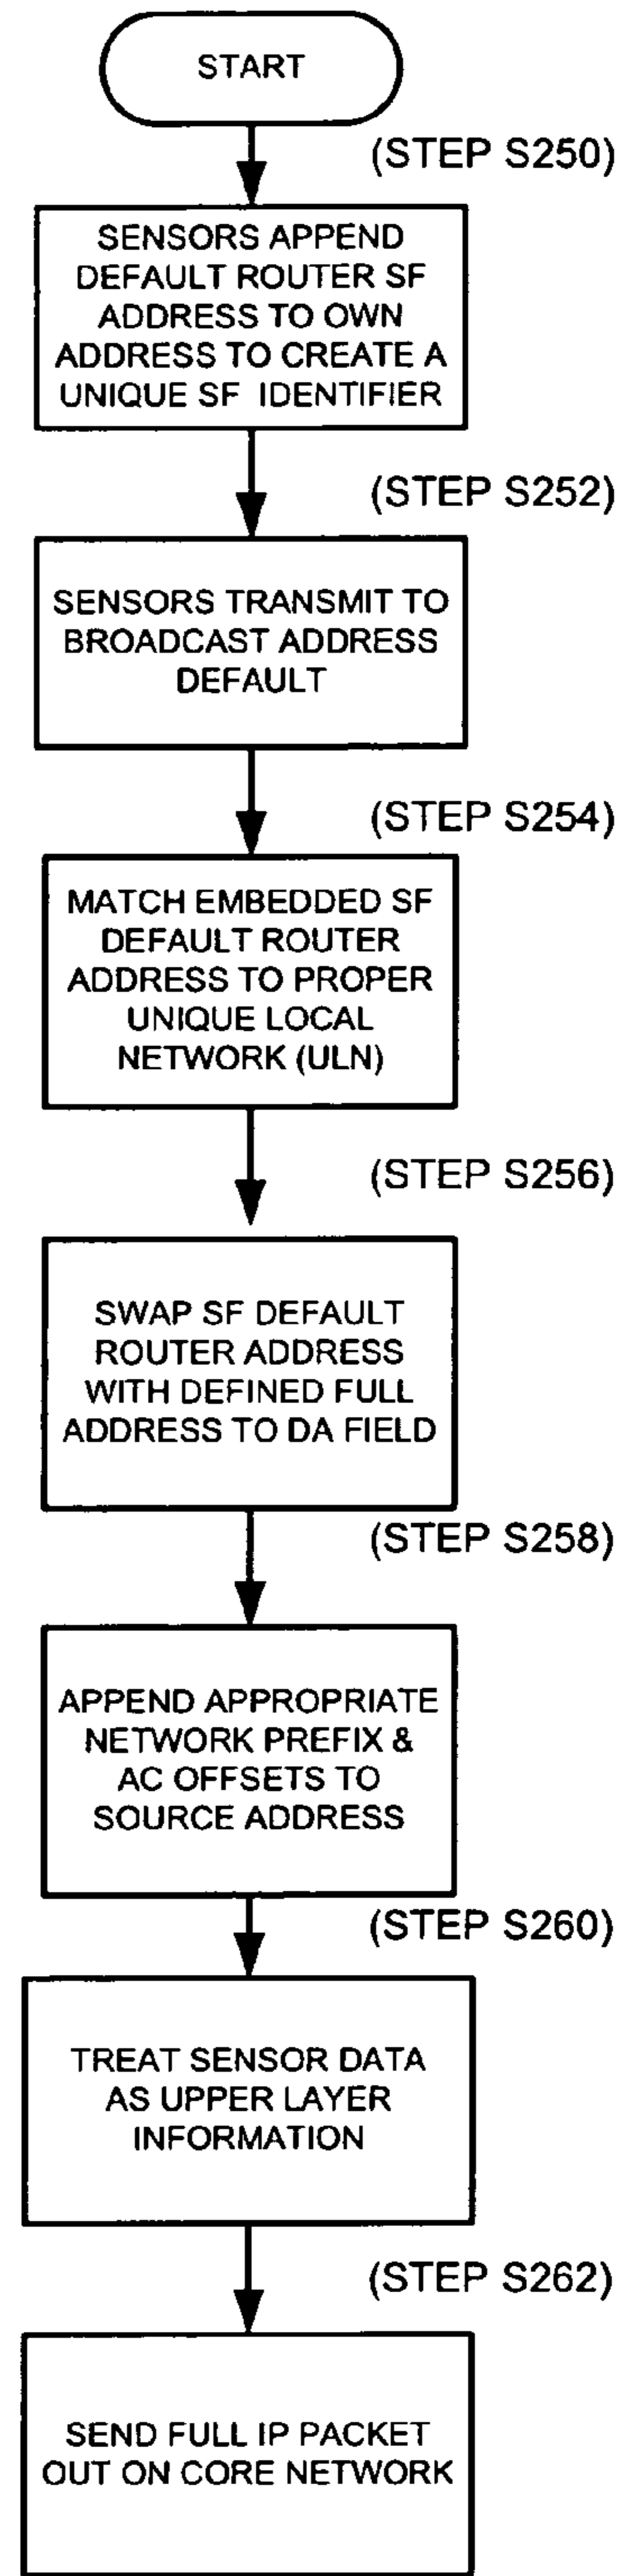 START
(STEP S250)
SENSORS APPEND
DEFAULT ROUTER SF
ADDRESS TO OWN
ADDRESS TO CREATE A
UNIQUE SF IDENTIFIER
(STEP S252)
SENSORS TRANSMIT TO
BROADCAST ADDRESS
DEFAULT
(STEP S254)
MATCH EMBEDDED SF
DEFAULT ROUTER
ADDRESS TO PROPER
UNIQUE LOCAL
NETWORK (ULN)
(STEP S256)
SWAP SF DEFAULT
ROUTER ADDRESS
WITH DEFINED FULL
ADDRESS TO DA FIELD
(STEP S258)
APPEND APPROPRIATE
NETWORK PREFIX &
AC OFFSETS TO
SOURCE ADDRESS
(STEP S260)
TREAT SENSOR DATA
AS UPPER LAYER
INFORMATION
(STEP S262)
SEND FULL IP PACKET
OUT ON CORE NETWORK